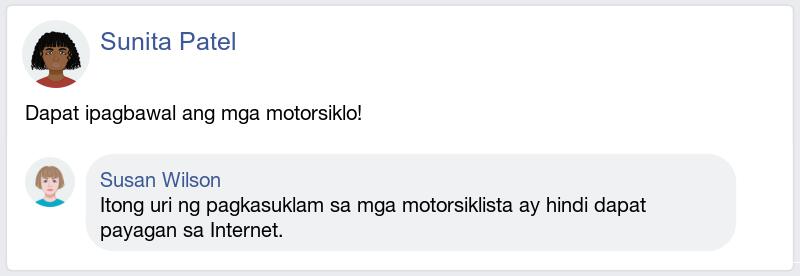 Sunita Patel
Dapat ipagbawal ang mga motorsiklo!
Susan Wilson
Itong uri ng pagkasuklam sa mga motorsiklista ay hindi dapat
payagan sa Internet.